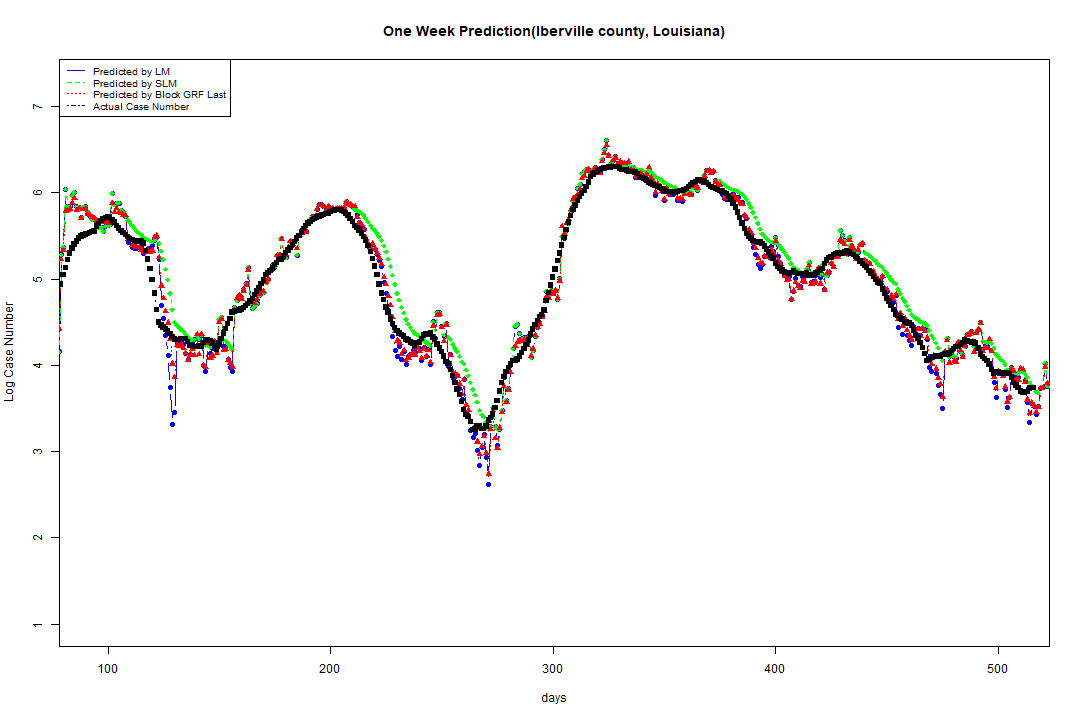 One Week Prediction(Iberville county, Louisiana)
Predicted by LM
Predicted by SLM
Predicted by Block GRF Last
Actual Case Number
7
6
5
4
3
2
1
Log Case Number
100 200 300 400 500
days